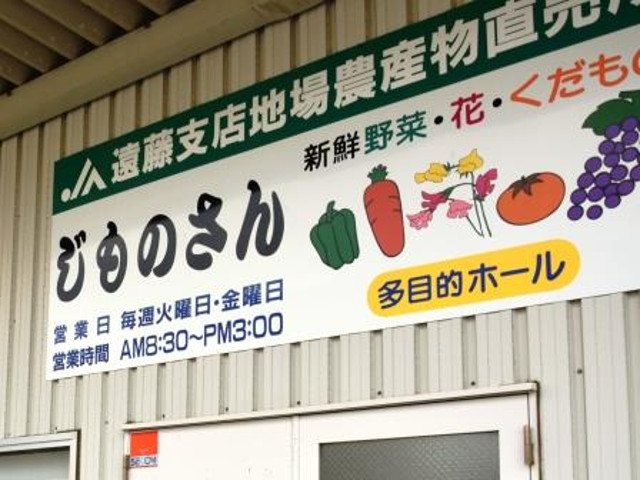 JA 遠藤支店地場農産物直売
新鮮野菜・花・くだもの
じものさん
営業日 毎週火曜日・金曜日
営業時間 AM8:30〜PM3:00
多目的ホール